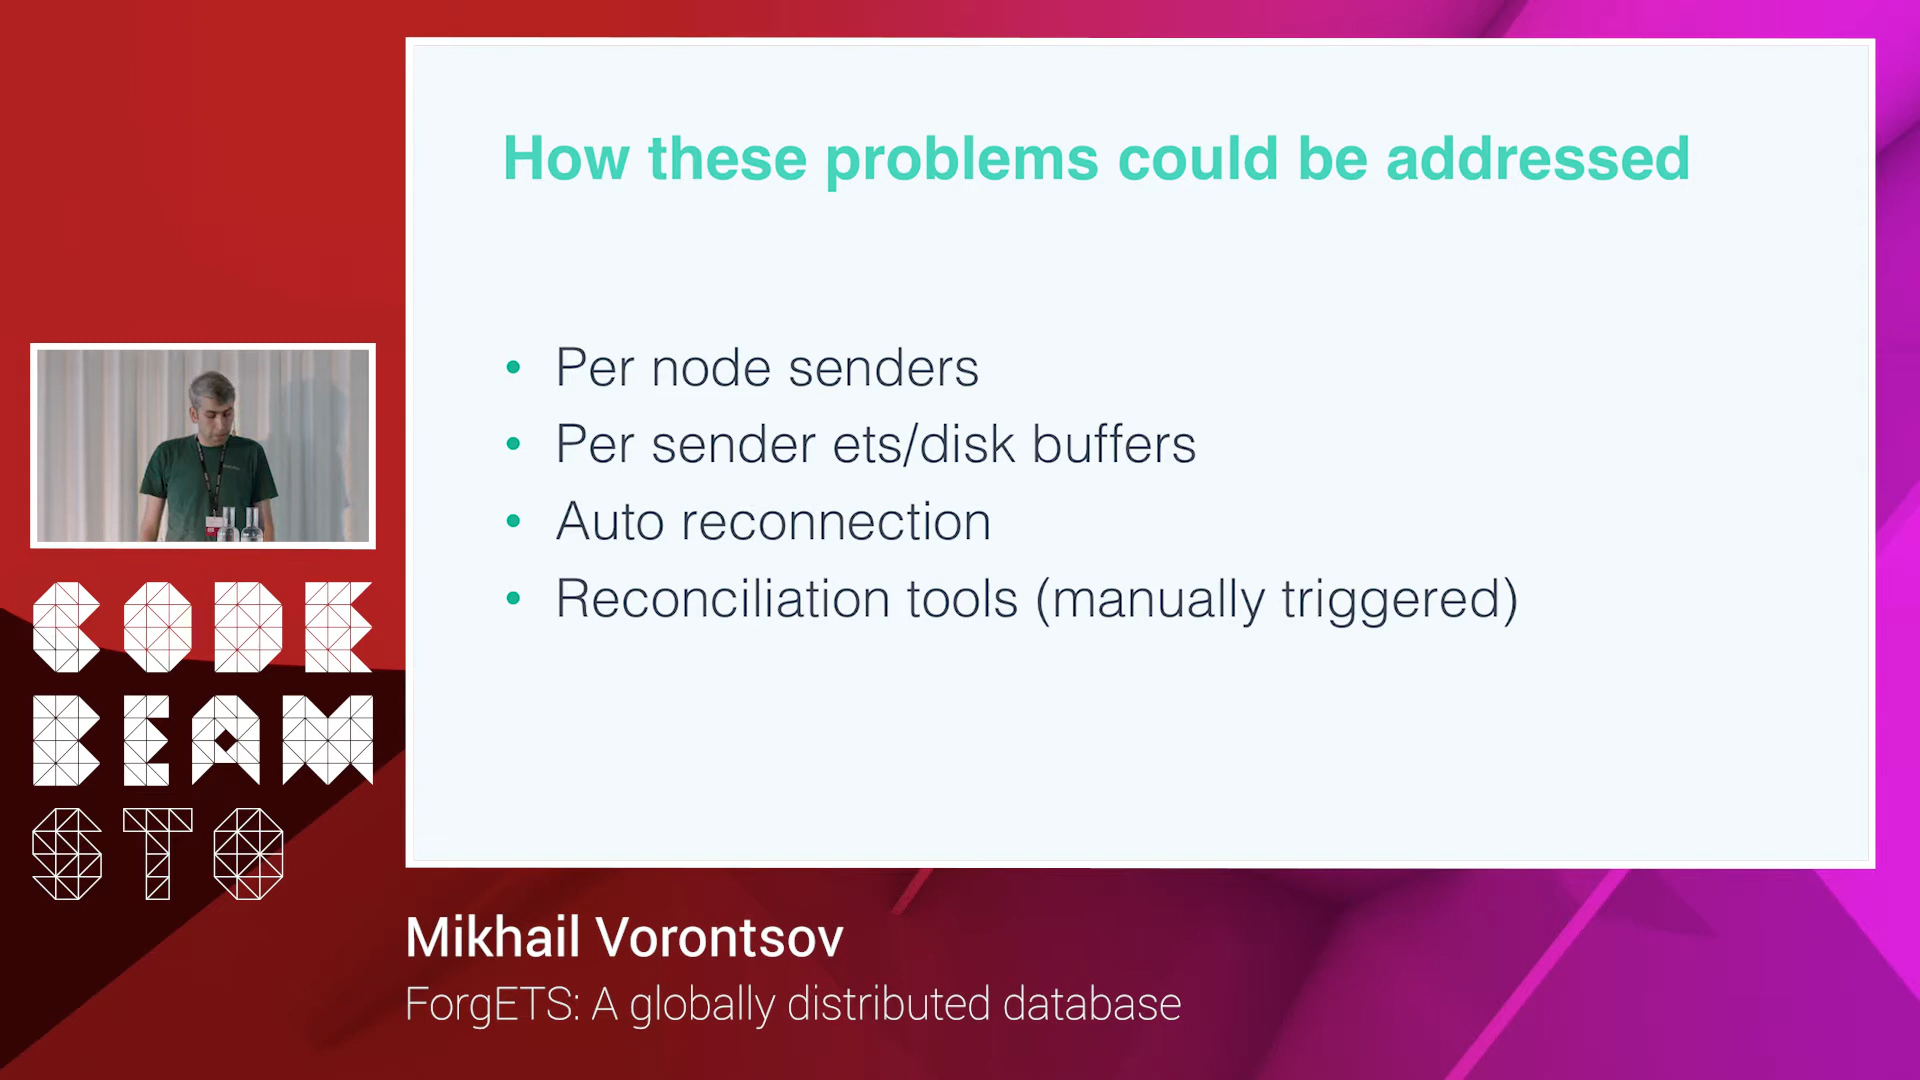 How these problems could be addressed
• Per node senders
• Per sender ets/disk buffers
• Auto reconnection
• Reconciliation tools (manually triggered)
CODE
BEAM
STO
Mikhail Vorontsov
ForgETS: A globally distributed database